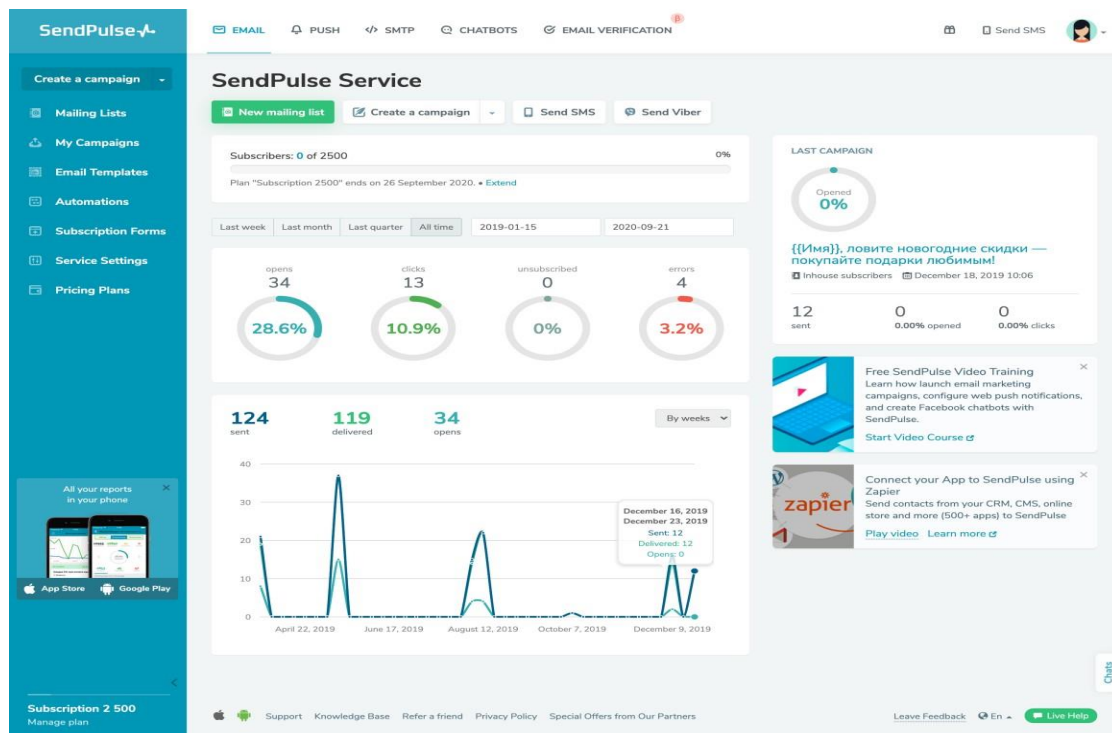 SendPulse
EMAIL PUSH SMTP CHATBOTS EMAIL VERIFICATION β Send SMS
Create a campaign
Mailing Lists
My Campaigns
Email Templates
Automations
Subscription Forms
Service Settings
Pricing Plans
All your reports
in your phone
App Store Google Play
Subscription 2 500
Manage plan
SendPulse Service
New mailing list Create a campaign Send SMS Send Viber
Subscribers: 0 of 2500 0%
Plan "Subscription 2500" ends on 26 September 2020. • Extend
Last week Last month Last quarter All time 2019-01-15 2020-09-21
opens clicks unsubscribed errors
34 13 0 4
28.6% 10.9% 0% 3.2%
124 119 34 By weeks
sent delivered opens
40
30
20
10
0
December 16, 2019
December 23, 2019
Sent: 12
Delivered: 12
Opens: 0
April 22, 2019 June 17, 2019 August 12, 2019 October 7, 2019 December 9, 2019
LAST CAMPAIGN
Opened
0%
{{Имя}}, ловите новогодние скидки —
покупайте подарки любимым!
Inhouse subscribers December 18, 2019 10:06
12 0 0
sent 0.00% opened 0.00% clicks
Free SendPulse Video Training
Learn how launch email marketing
campaigns, configure web push notifications,
and create Facebook chatbots with
SendPulse.
Start Video Course
zapier
Connect your App to SendPulse using
Zapier
Send contacts from your CRM, CMS, online
store and more (500+ apps) to SendPulse
Play video Learn more
Chats
Support Knowledge Base Refer a friend Privacy Policy Special Offers from Our Partners Leave Feedback En Live Help